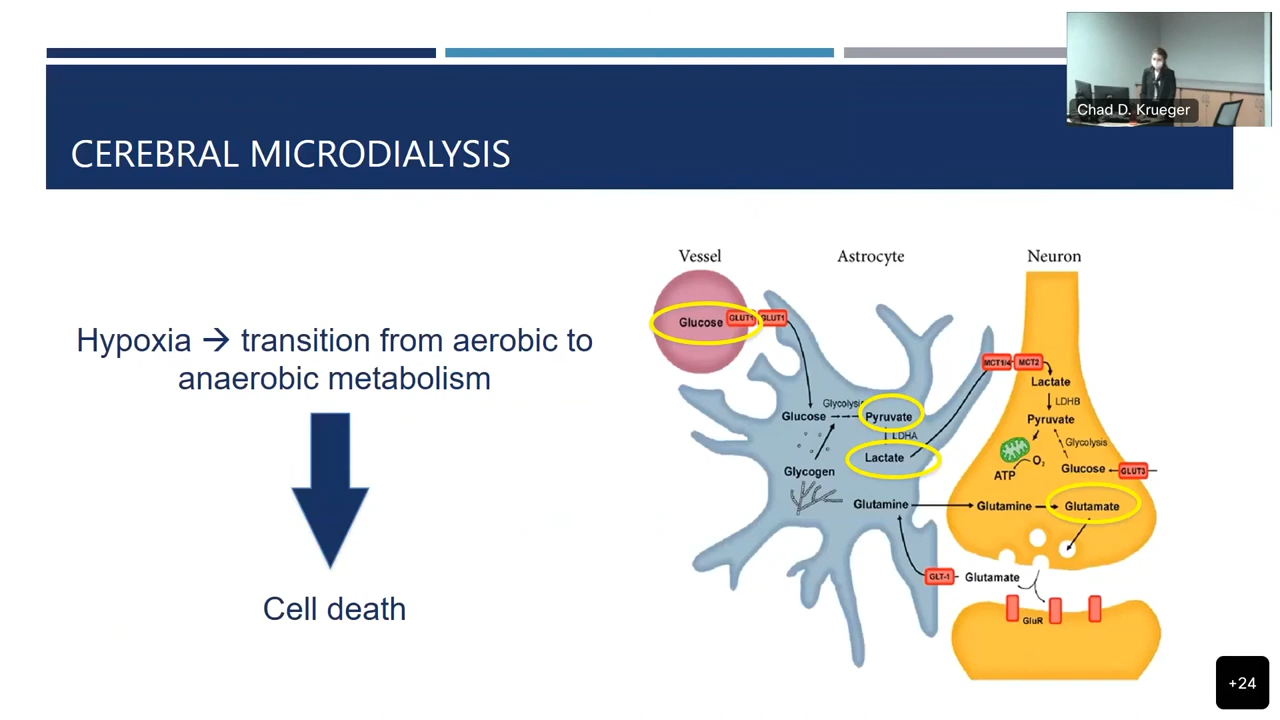 Chad D. Krueger
CEREBRAL MICRODIALYSIS
Hypoxia → transition from aerobic to
anaerobic metabolism
Cell death
Vessel
Astrocyte
Neuron
Glucose
GLUT1
GLUT1
Glucose
Glycolysis
Pyruvate
LDHA
Lactate
Glycogen
Glutamine
MCT1/4
MCT2
Lactate
LDHB
Pyruvate
Glycolysis
ATP
O2
Glucose
GLUT3
Glutamine
Glutamate
GLT-1
Glutamate
GluR
+24